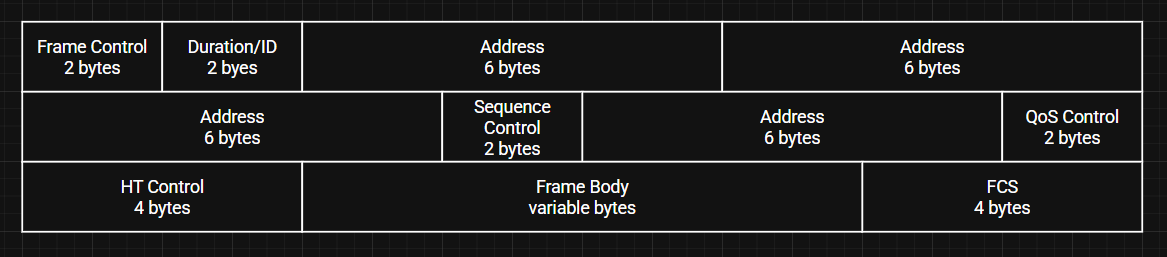 Frame Control
2 bytes
Duration/ID
2 byes
Address
6 bytes
Address
6 bytes
Address
6 bytes
Sequence
Control
2 bytes
Address
6 bytes
QoS Control
2 bytes
HT Control
4 bytes
Frame Body
variable bytes
FCS
4 bytes